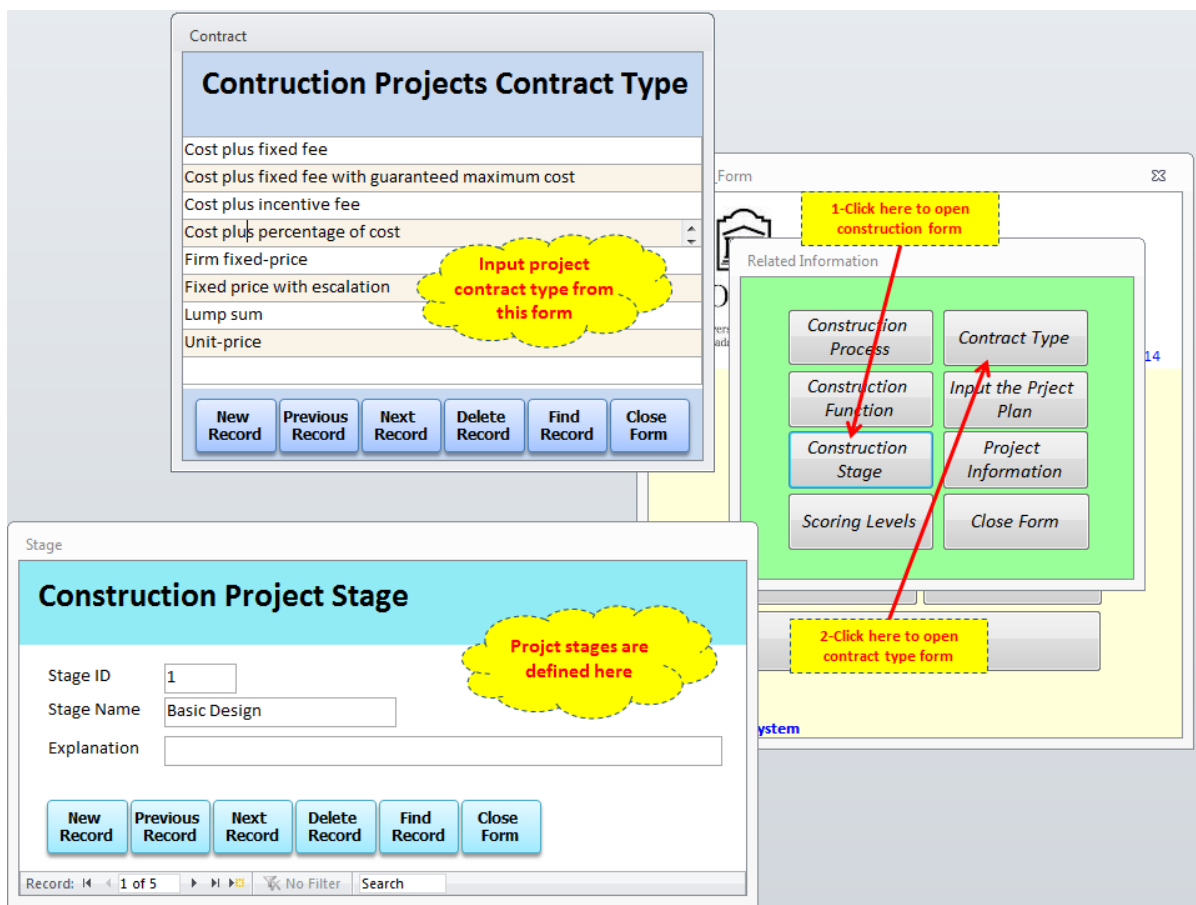 Contract
Contruction Projects Contract Type
Cost plus fixed fee
Cost plus fixed fee with guaranteed maximum cost
Cost plus incentive fee
Cost plus percentage of cost
Firm fixed-price
Fixed price with escalation
Lump sum
Unit-price
Input project
contract type from
this form
New
Record
Previous
Record
Next
Record
Delete
Record
Find
Record
Close
Form
_Form
1-Click here to open
construction form
Related Information
Construction
Process
Contract Type
14
Construction
Function
Input the Prject
Plan
Construction
Stage
Project
Information
Scoring Levels
Close Form
2-Click here to open
contract type form
ystem
Stage
Construction Project Stage
Projct stages are
defined here
Stage ID 1
Stage Name Basic Design
Explanation
New
Record
Previous
Record
Next
Record
Delete
Record
Find
Record
Close
Form
Record: 1 of 5 No Filter Search